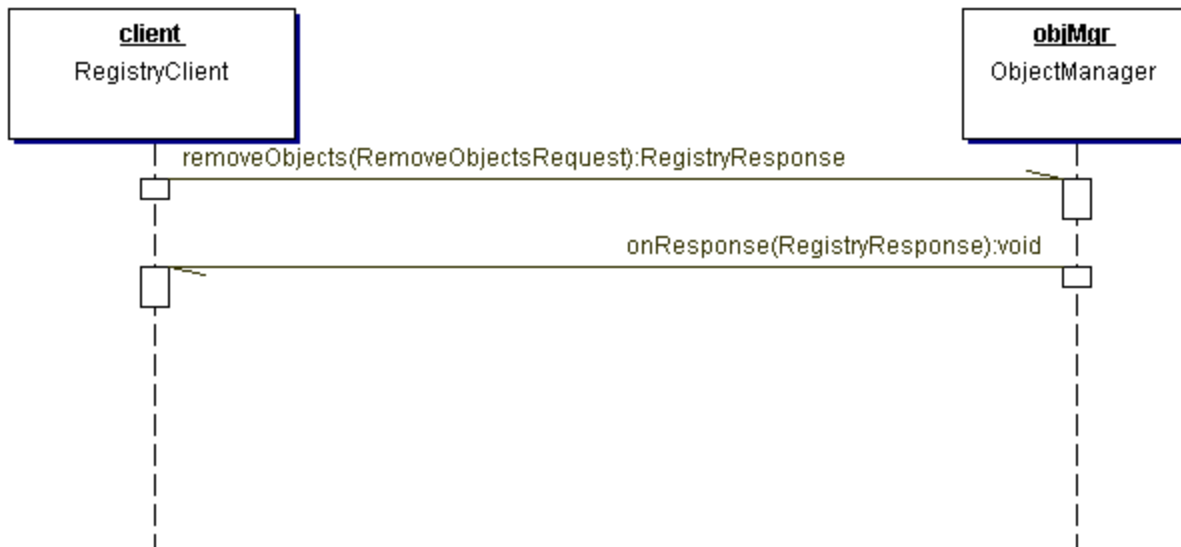 client
RegistryClient
objMgr
ObjectManager
removeObjects(RemoveObjectsRequest):RegistryResponse
onResponse(RegistryResponse):void